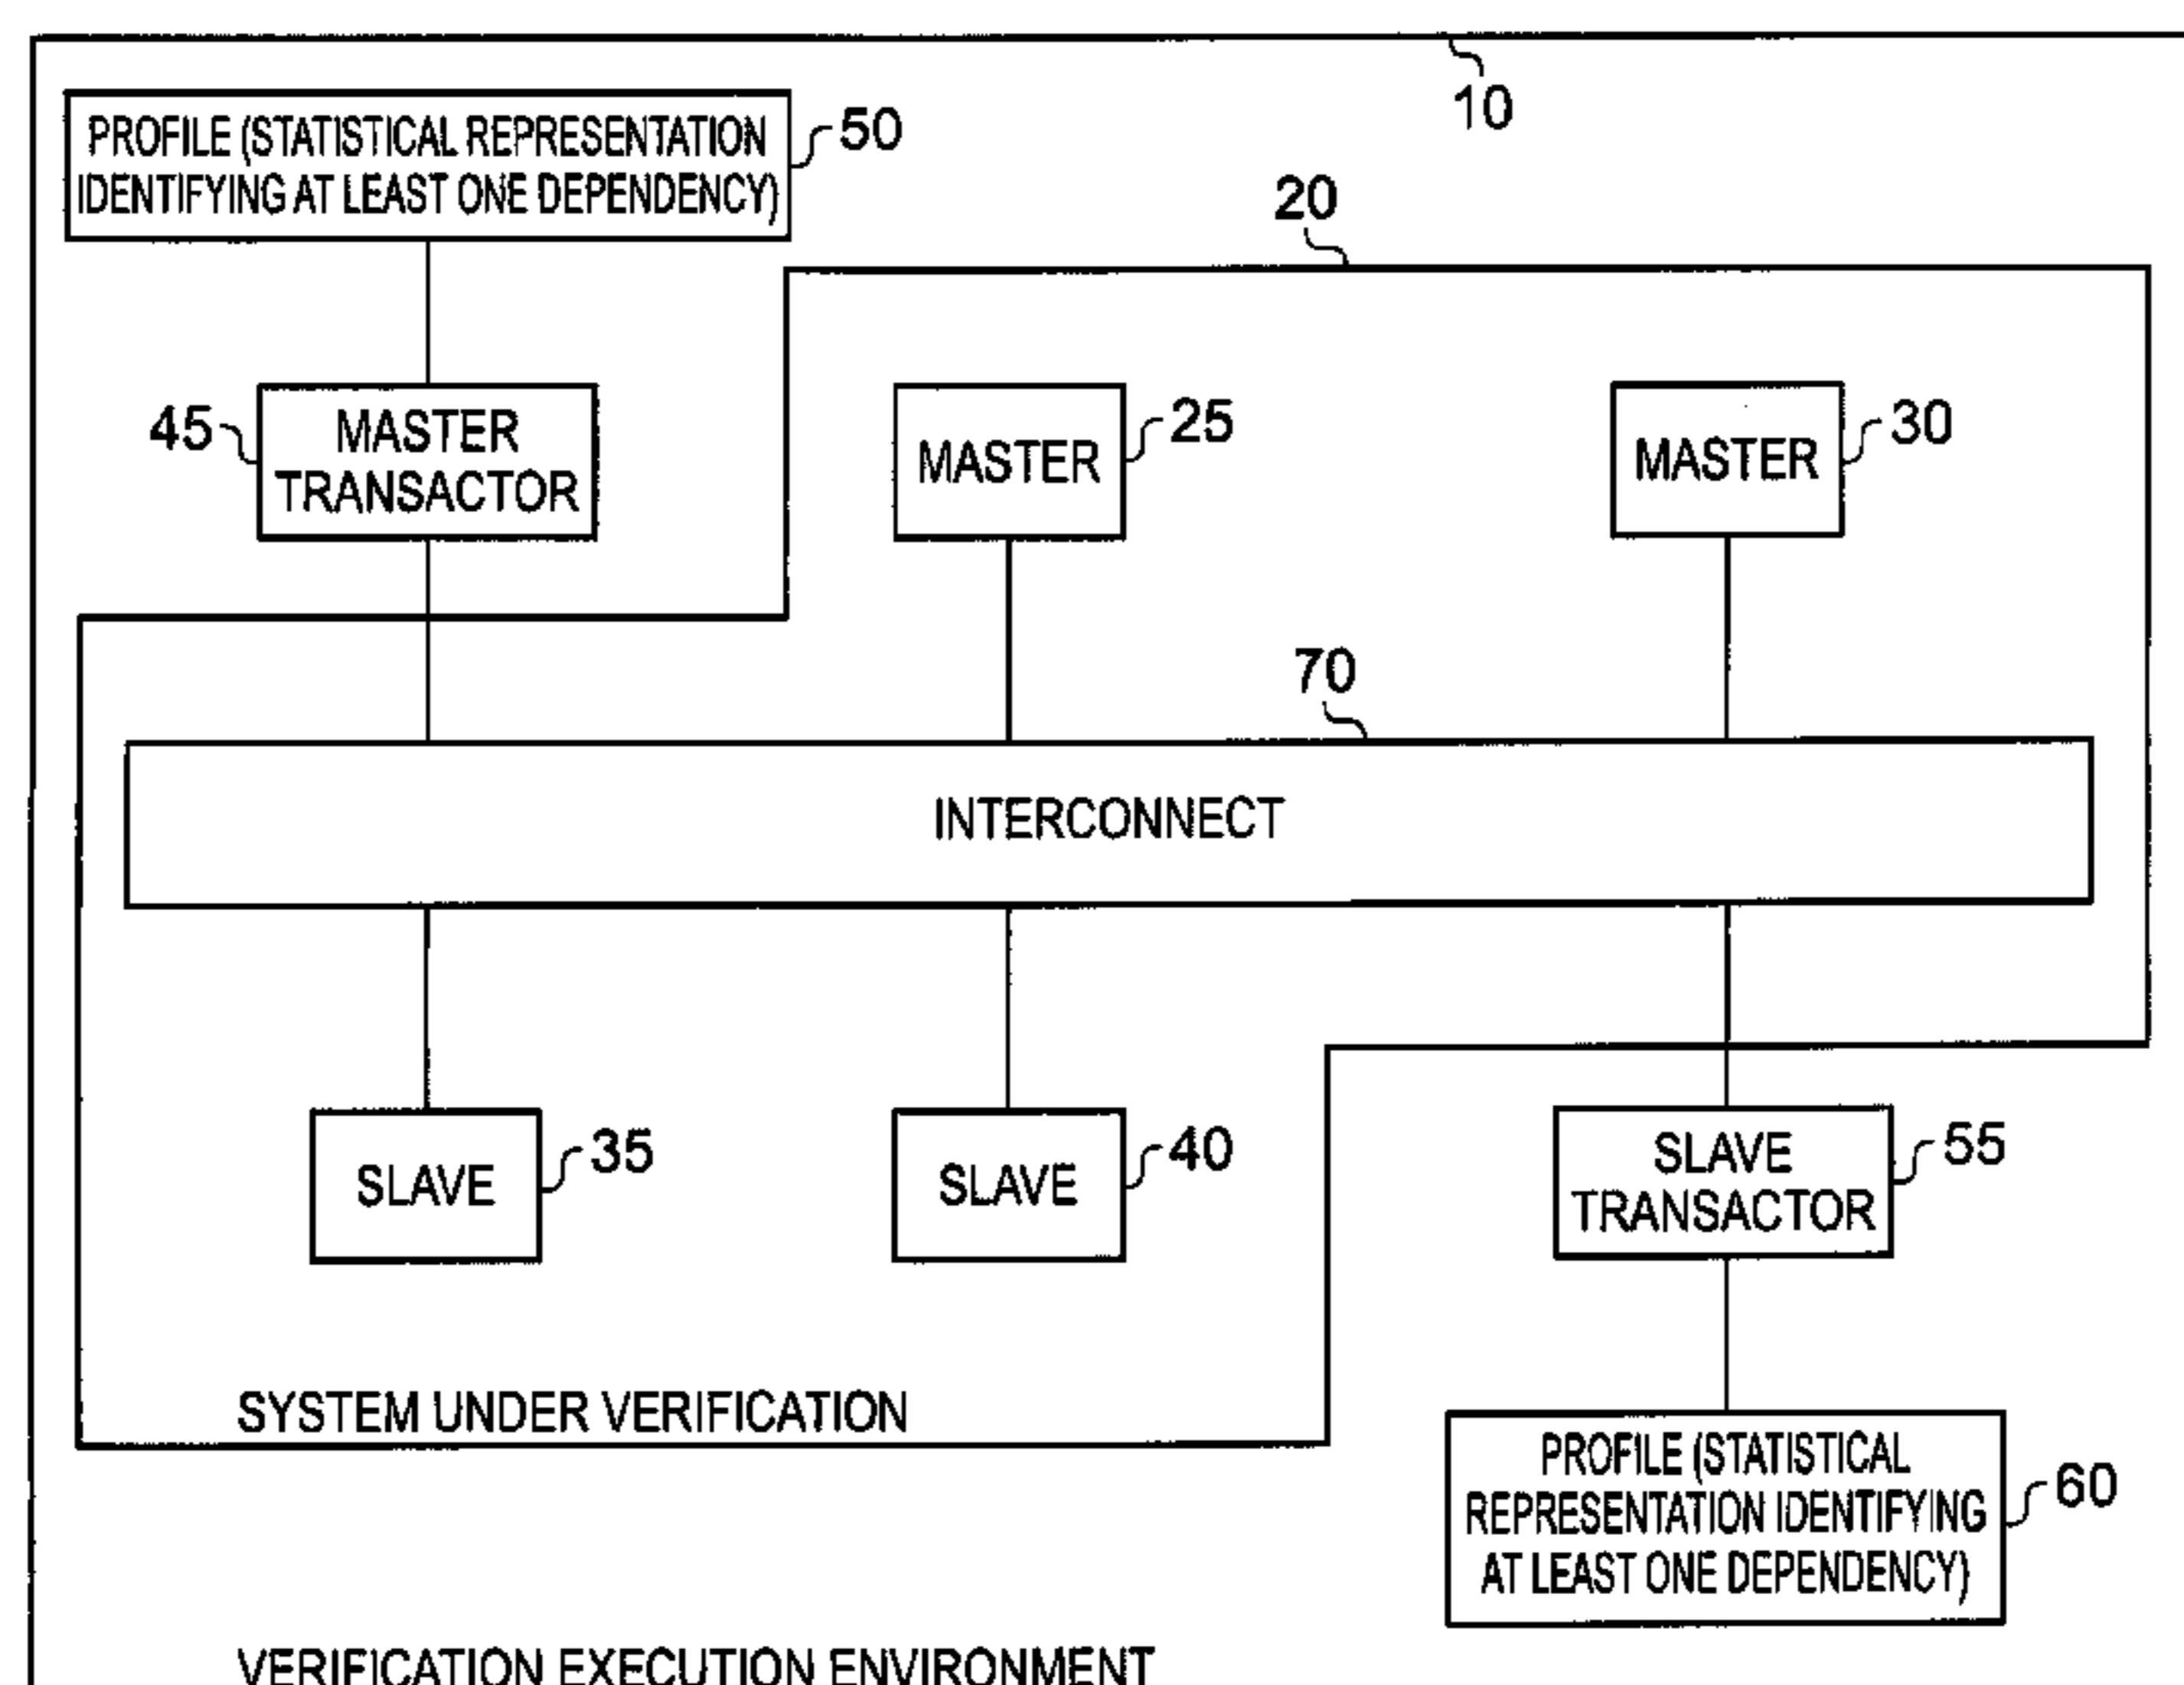 10
PROFILE (STATISTICAL REPRESENTATION
IDENTIFYING AT LEAST ONE DEPENDENCY)
50
20
45
MASTER
TRANSACTOR
MASTER
25
MASTER
30
70
INTERCONNECT
SLAVE
35
SLAVE
40
SLAVE
TRANSACTOR
55
SYSTEM UNDER VERIFICATION
PROFILE (STATISTICAL
REPRESENTATION IDENTIFYING
AT LEAST ONE DEPENDENCY)
60
VERIFICATION EXECUTION ENVIRONMENT